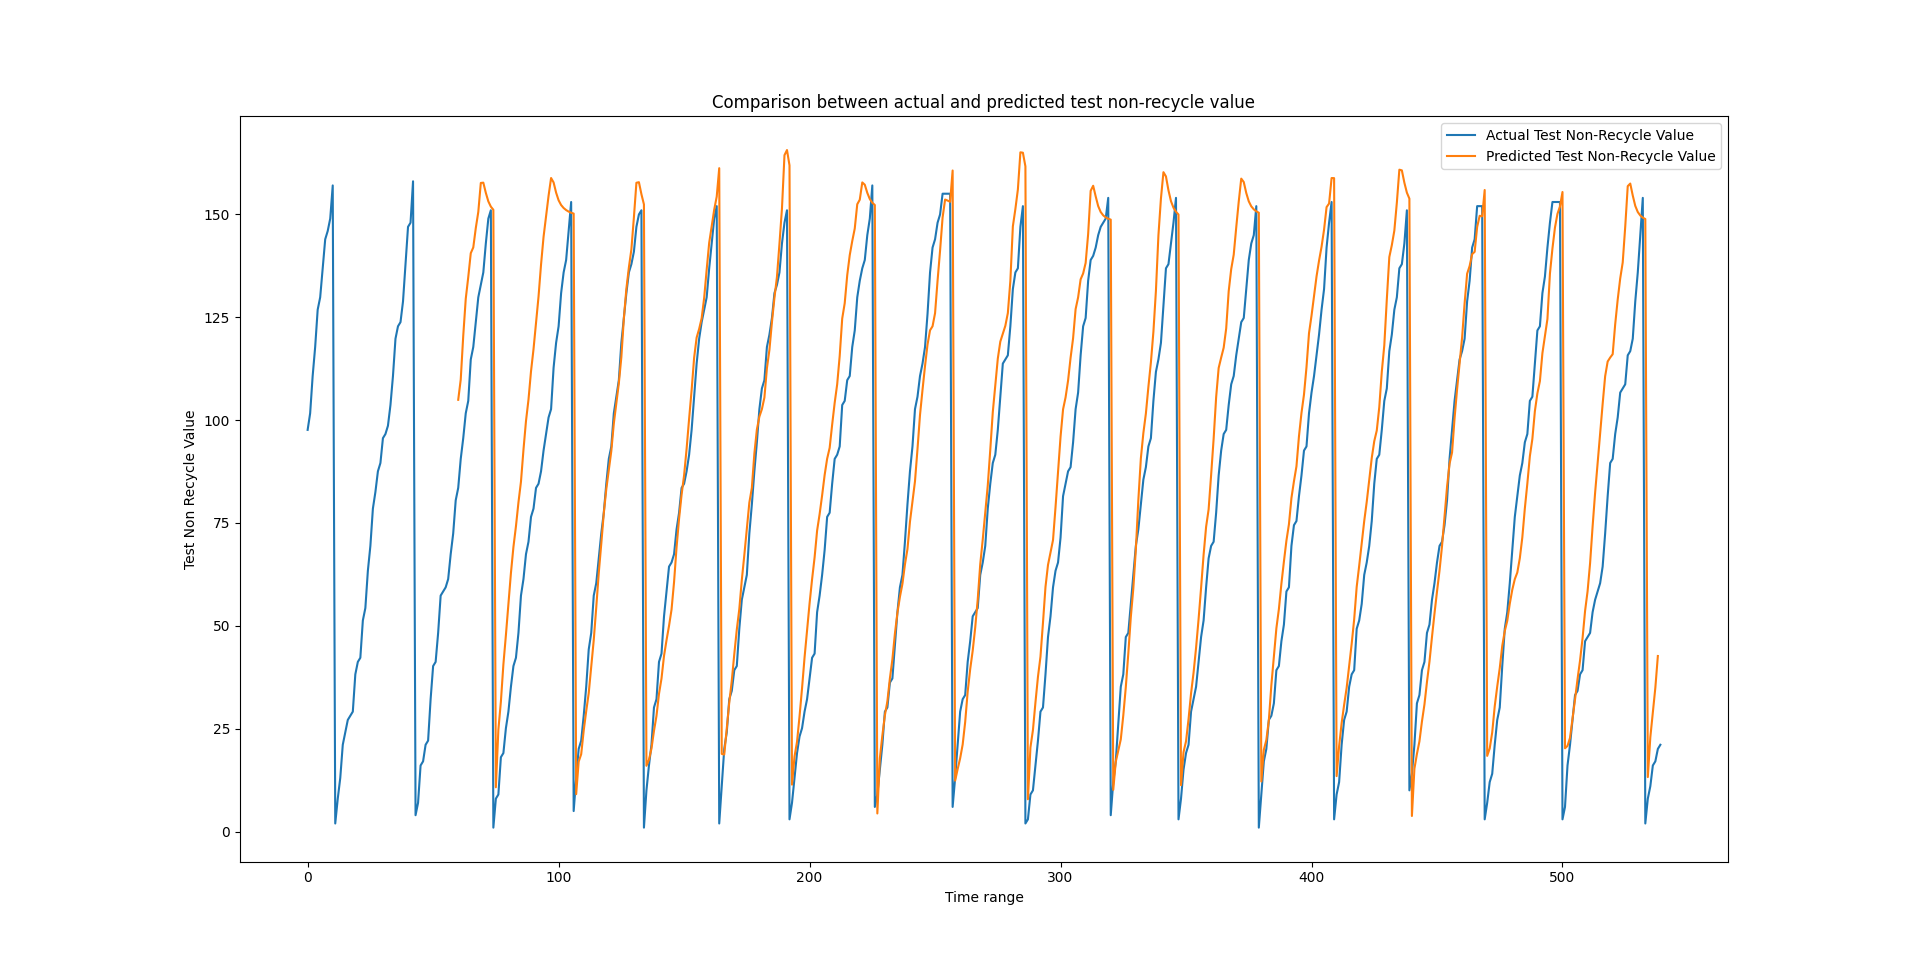 Comparison between actual and predicted test non-recycle value
Actual Test Non-Recycle Value
Predicted Test Non-Recycle Value
Test Non Recycle Value
150
125
100
75
50
25
0
0 100 200 300 400 500
Time range